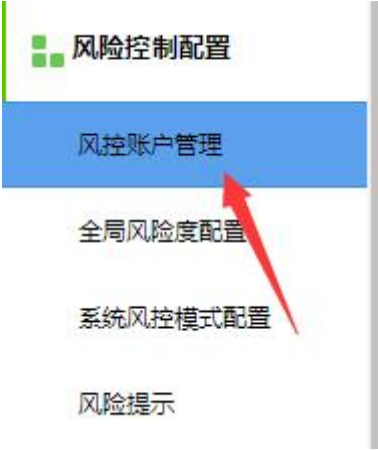 风险控制配置
风控账户管理
全局风险度配置
系统风控模式配置
风险提示